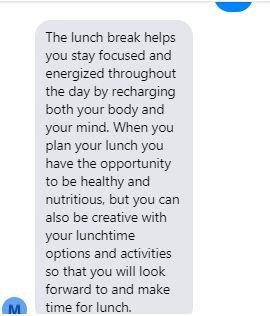 The lunch break helps
you stay focused and
energized throughout
the day by recharging
both your body and
your mind. When you
plan your lunch you
have the opportunity
to be healthy and
nutritious, but you can
also be creative with
your lunchtime
options and activities
so that you will look
forward to and make
time for lunch.
M